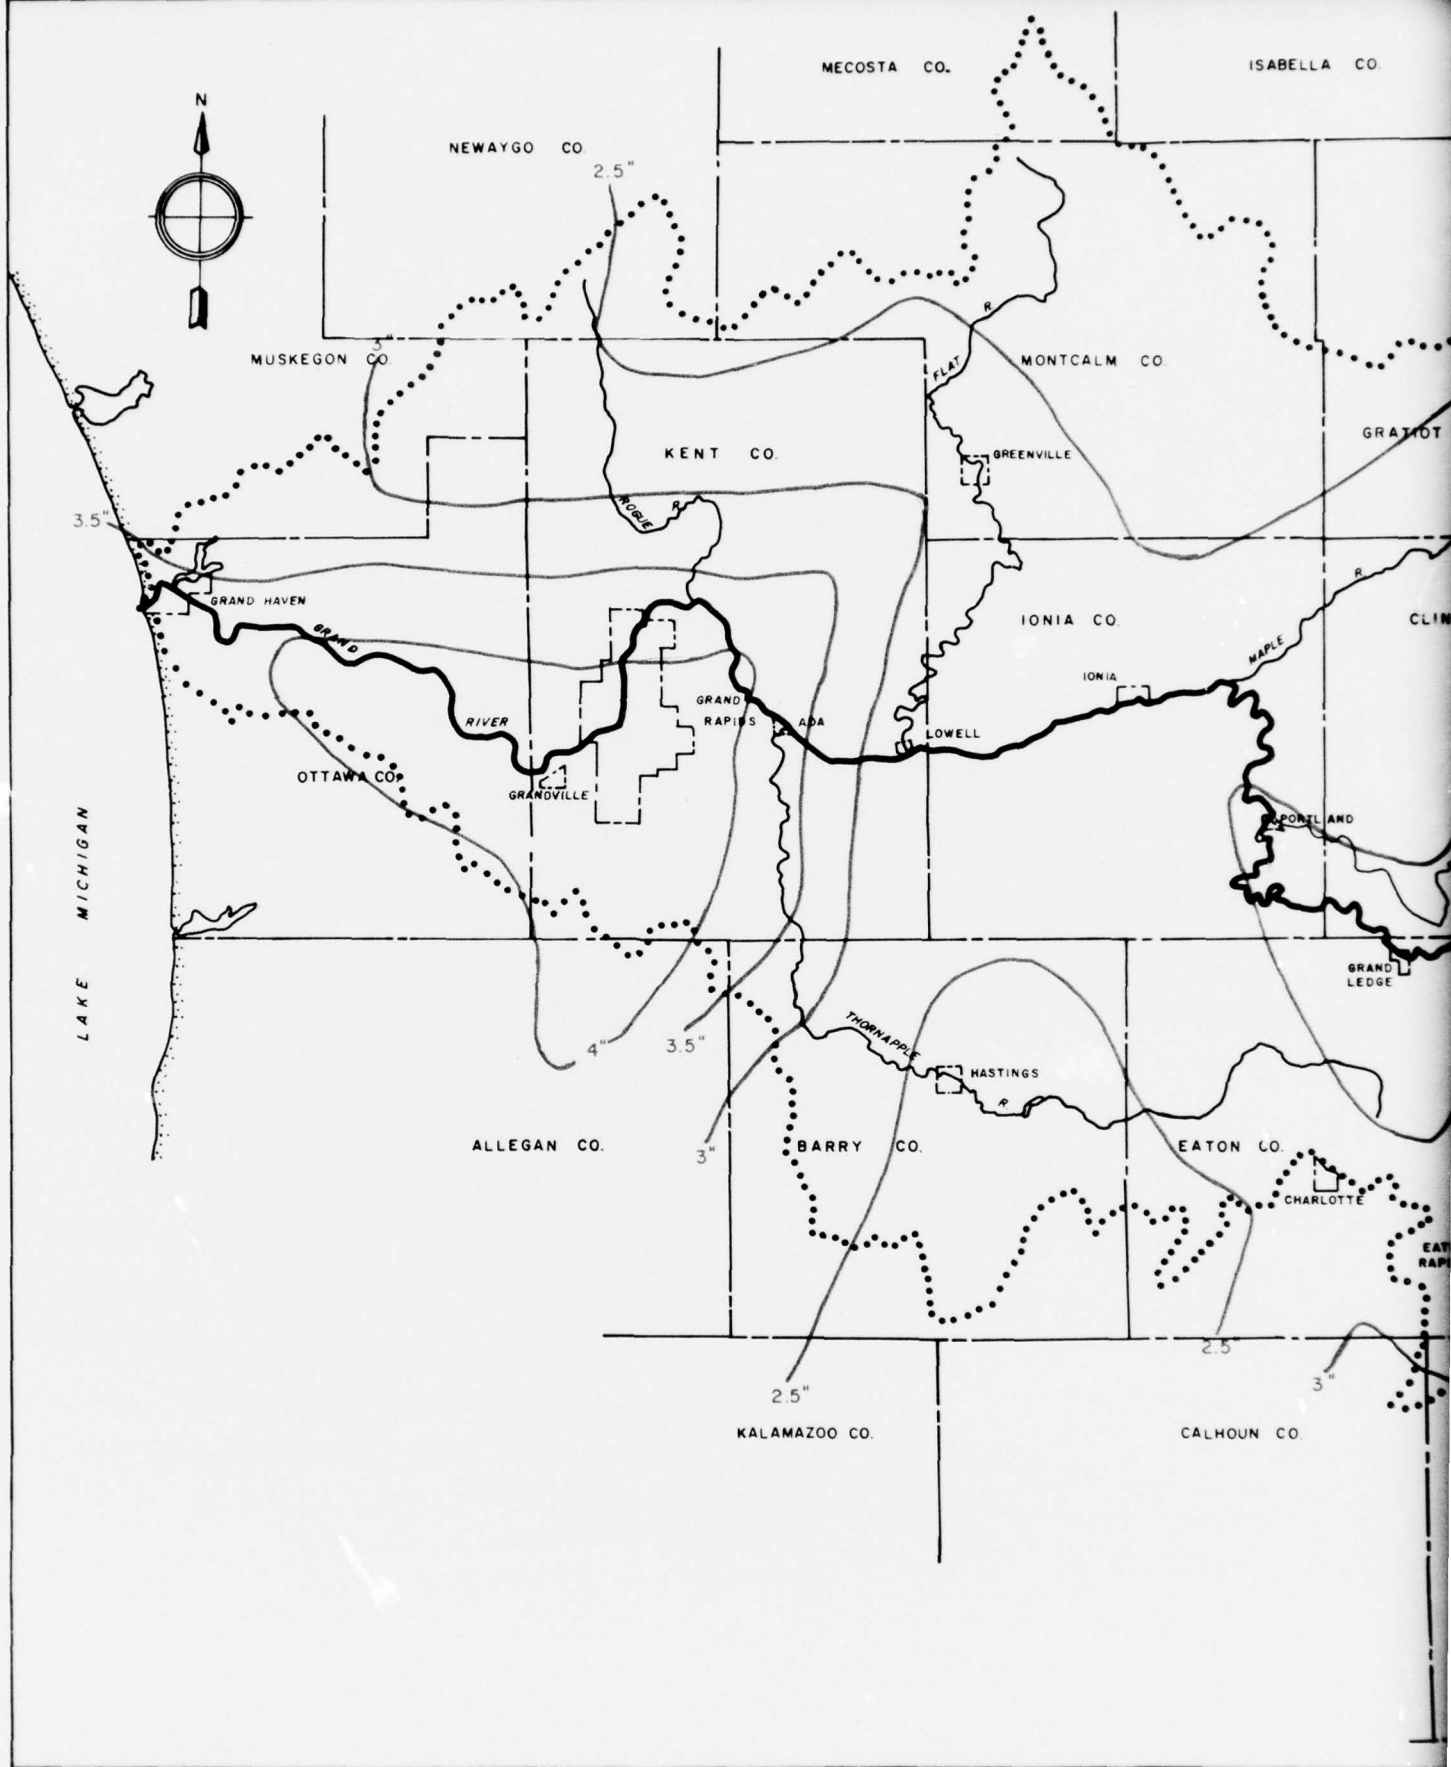 MECOSTA CO.
ISABELLA CO.
N
NEWAYGO CO.
2.5"
3"
MUSKEGON CO.
FLAT R.
MONTCALM CO.
GRATIOT
KENT CO.
GREENVILLE
ROGUE R.
3.5"
GRAND HAVEN
GRAND
IONIA CO.
MAPLE R.
CLIN
IONIA
GRAND
RAPIDS
ADA
RIVER
LOWELL
OTTAWA CO.
GRANDVILLE
PORTLAND
LAKE MICHIGAN
GRAND
LEDGE
4"
3.5"
THORNAPPLE
R
HASTINGS
ALLEGAN CO.
3"
BARRY CO.
EATON CO.
CHARLOTTE
EAT
RAPI
2.5"
2.5"
3"
KALAMAZOO CO.
CALHOUN CO.